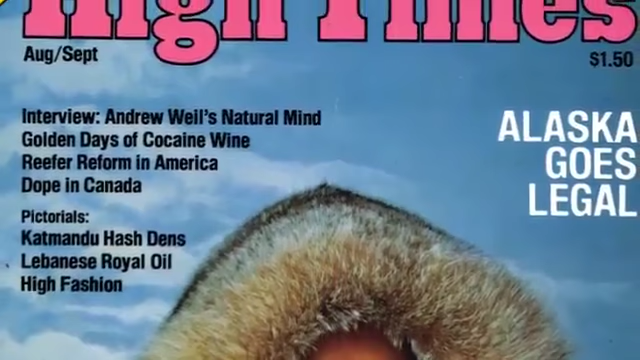 High Times
Aug/Sept
$1.50
Interview: Andrew Weil's Natural Mind
Golden Days of Cocaine Wine
Reefer Reform in America
Dope in Canada
ALASKA
GOES
LEGAL
Pictorials:
Katmandu Hash Dens
Lebanese Royal Oil
High Fashion